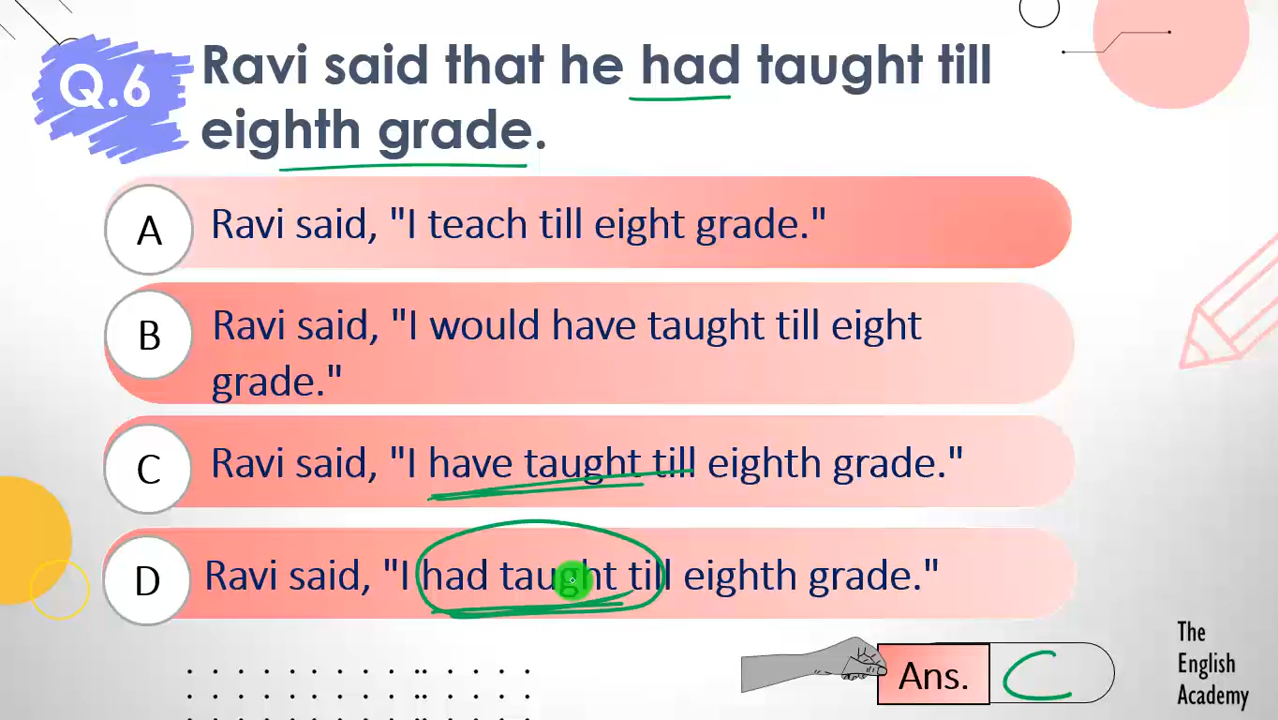 Q.6
Ravi said that he had taught till
eighth grade.
A
Ravi said, "I teach till eight grade."
B
Ravi said, "I would have taught till eight
grade."
C
Ravi said, "I have taught till eighth grade."
D
Ravi said, "I had taught till eighth grade."
Ans.
C
The
English
Academy